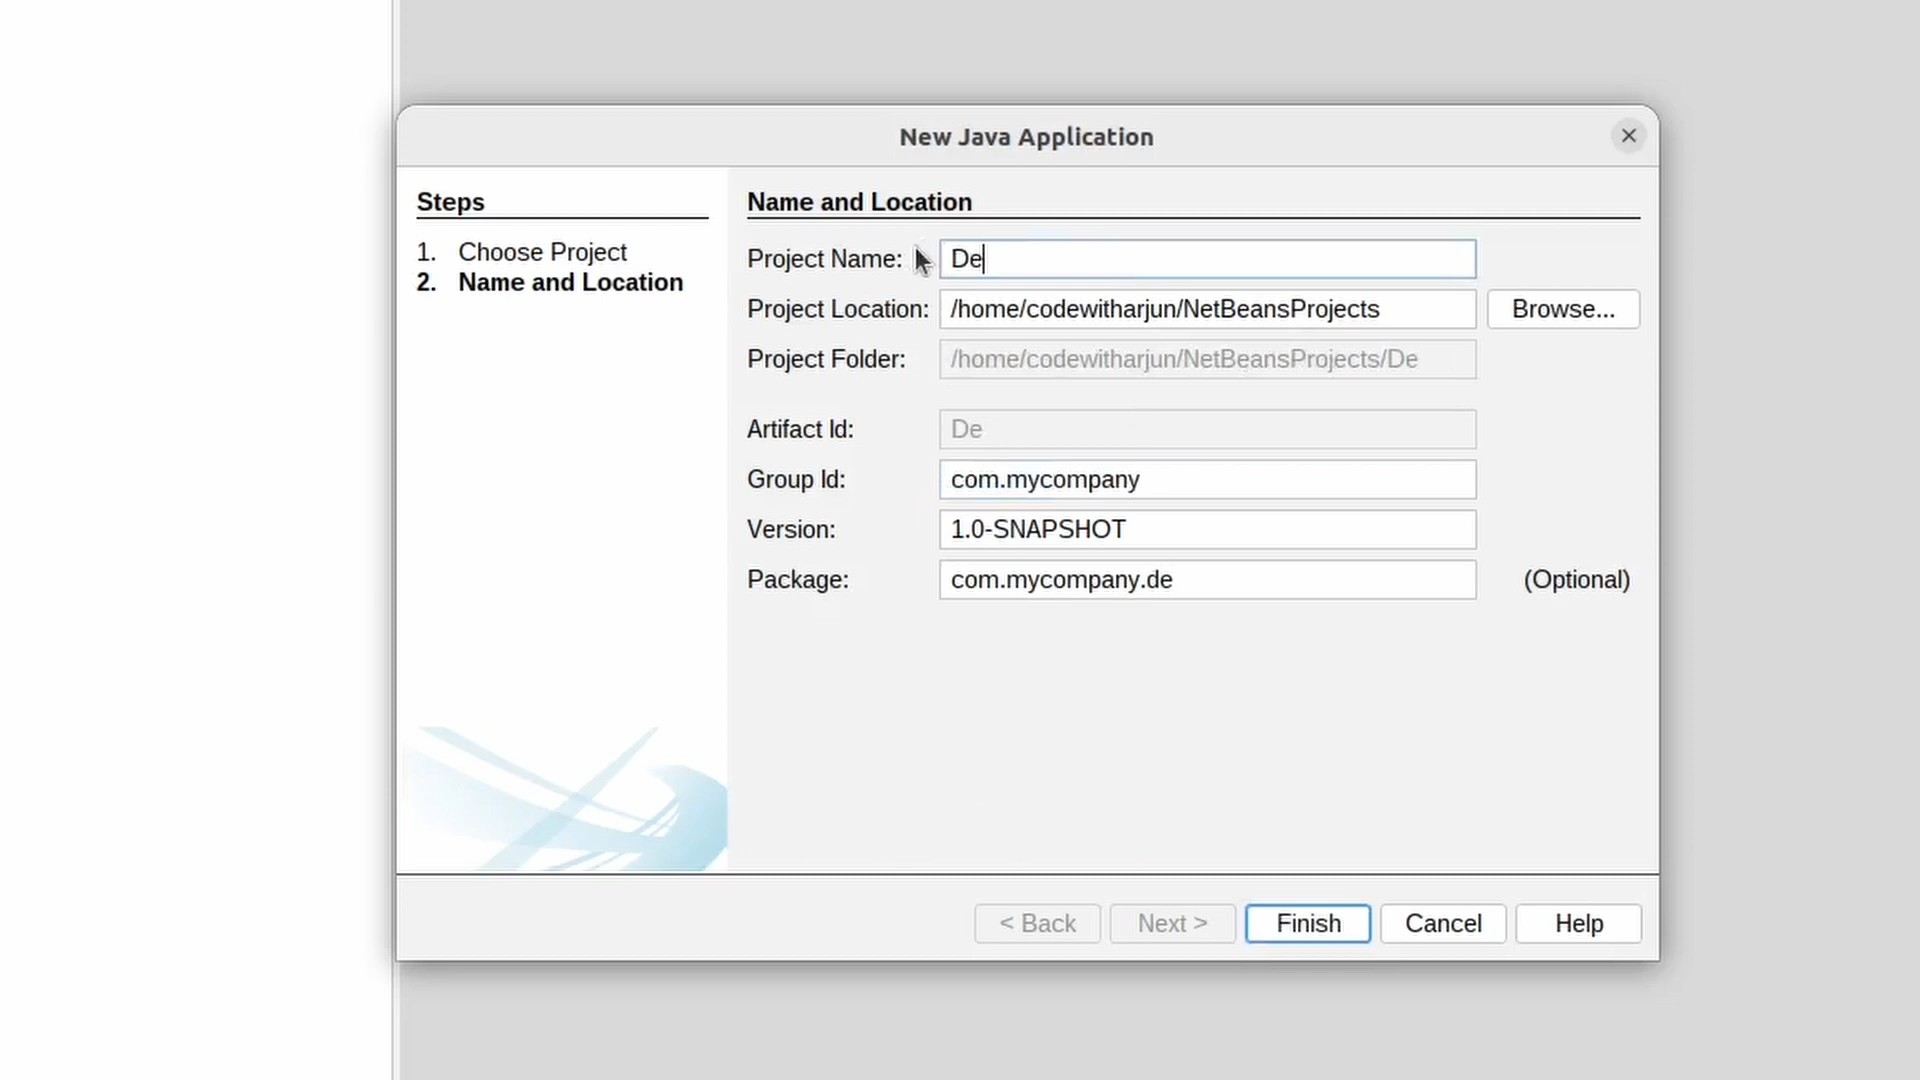 New Java Application
Steps
1. Choose Project
2. Name and Location
Name and Location
Project Name: De
Project Location: /home/codewitharjun/NetBeansProjects Browse...
Project Folder: /home/codewitharjun/NetBeansProjects/De
Artifact Id: De
Group Id: com.mycompany
Version: 1.0-SNAPSHOT
Package: com.mycompany.de (Optional)
< Back Next > Finish Cancel Help